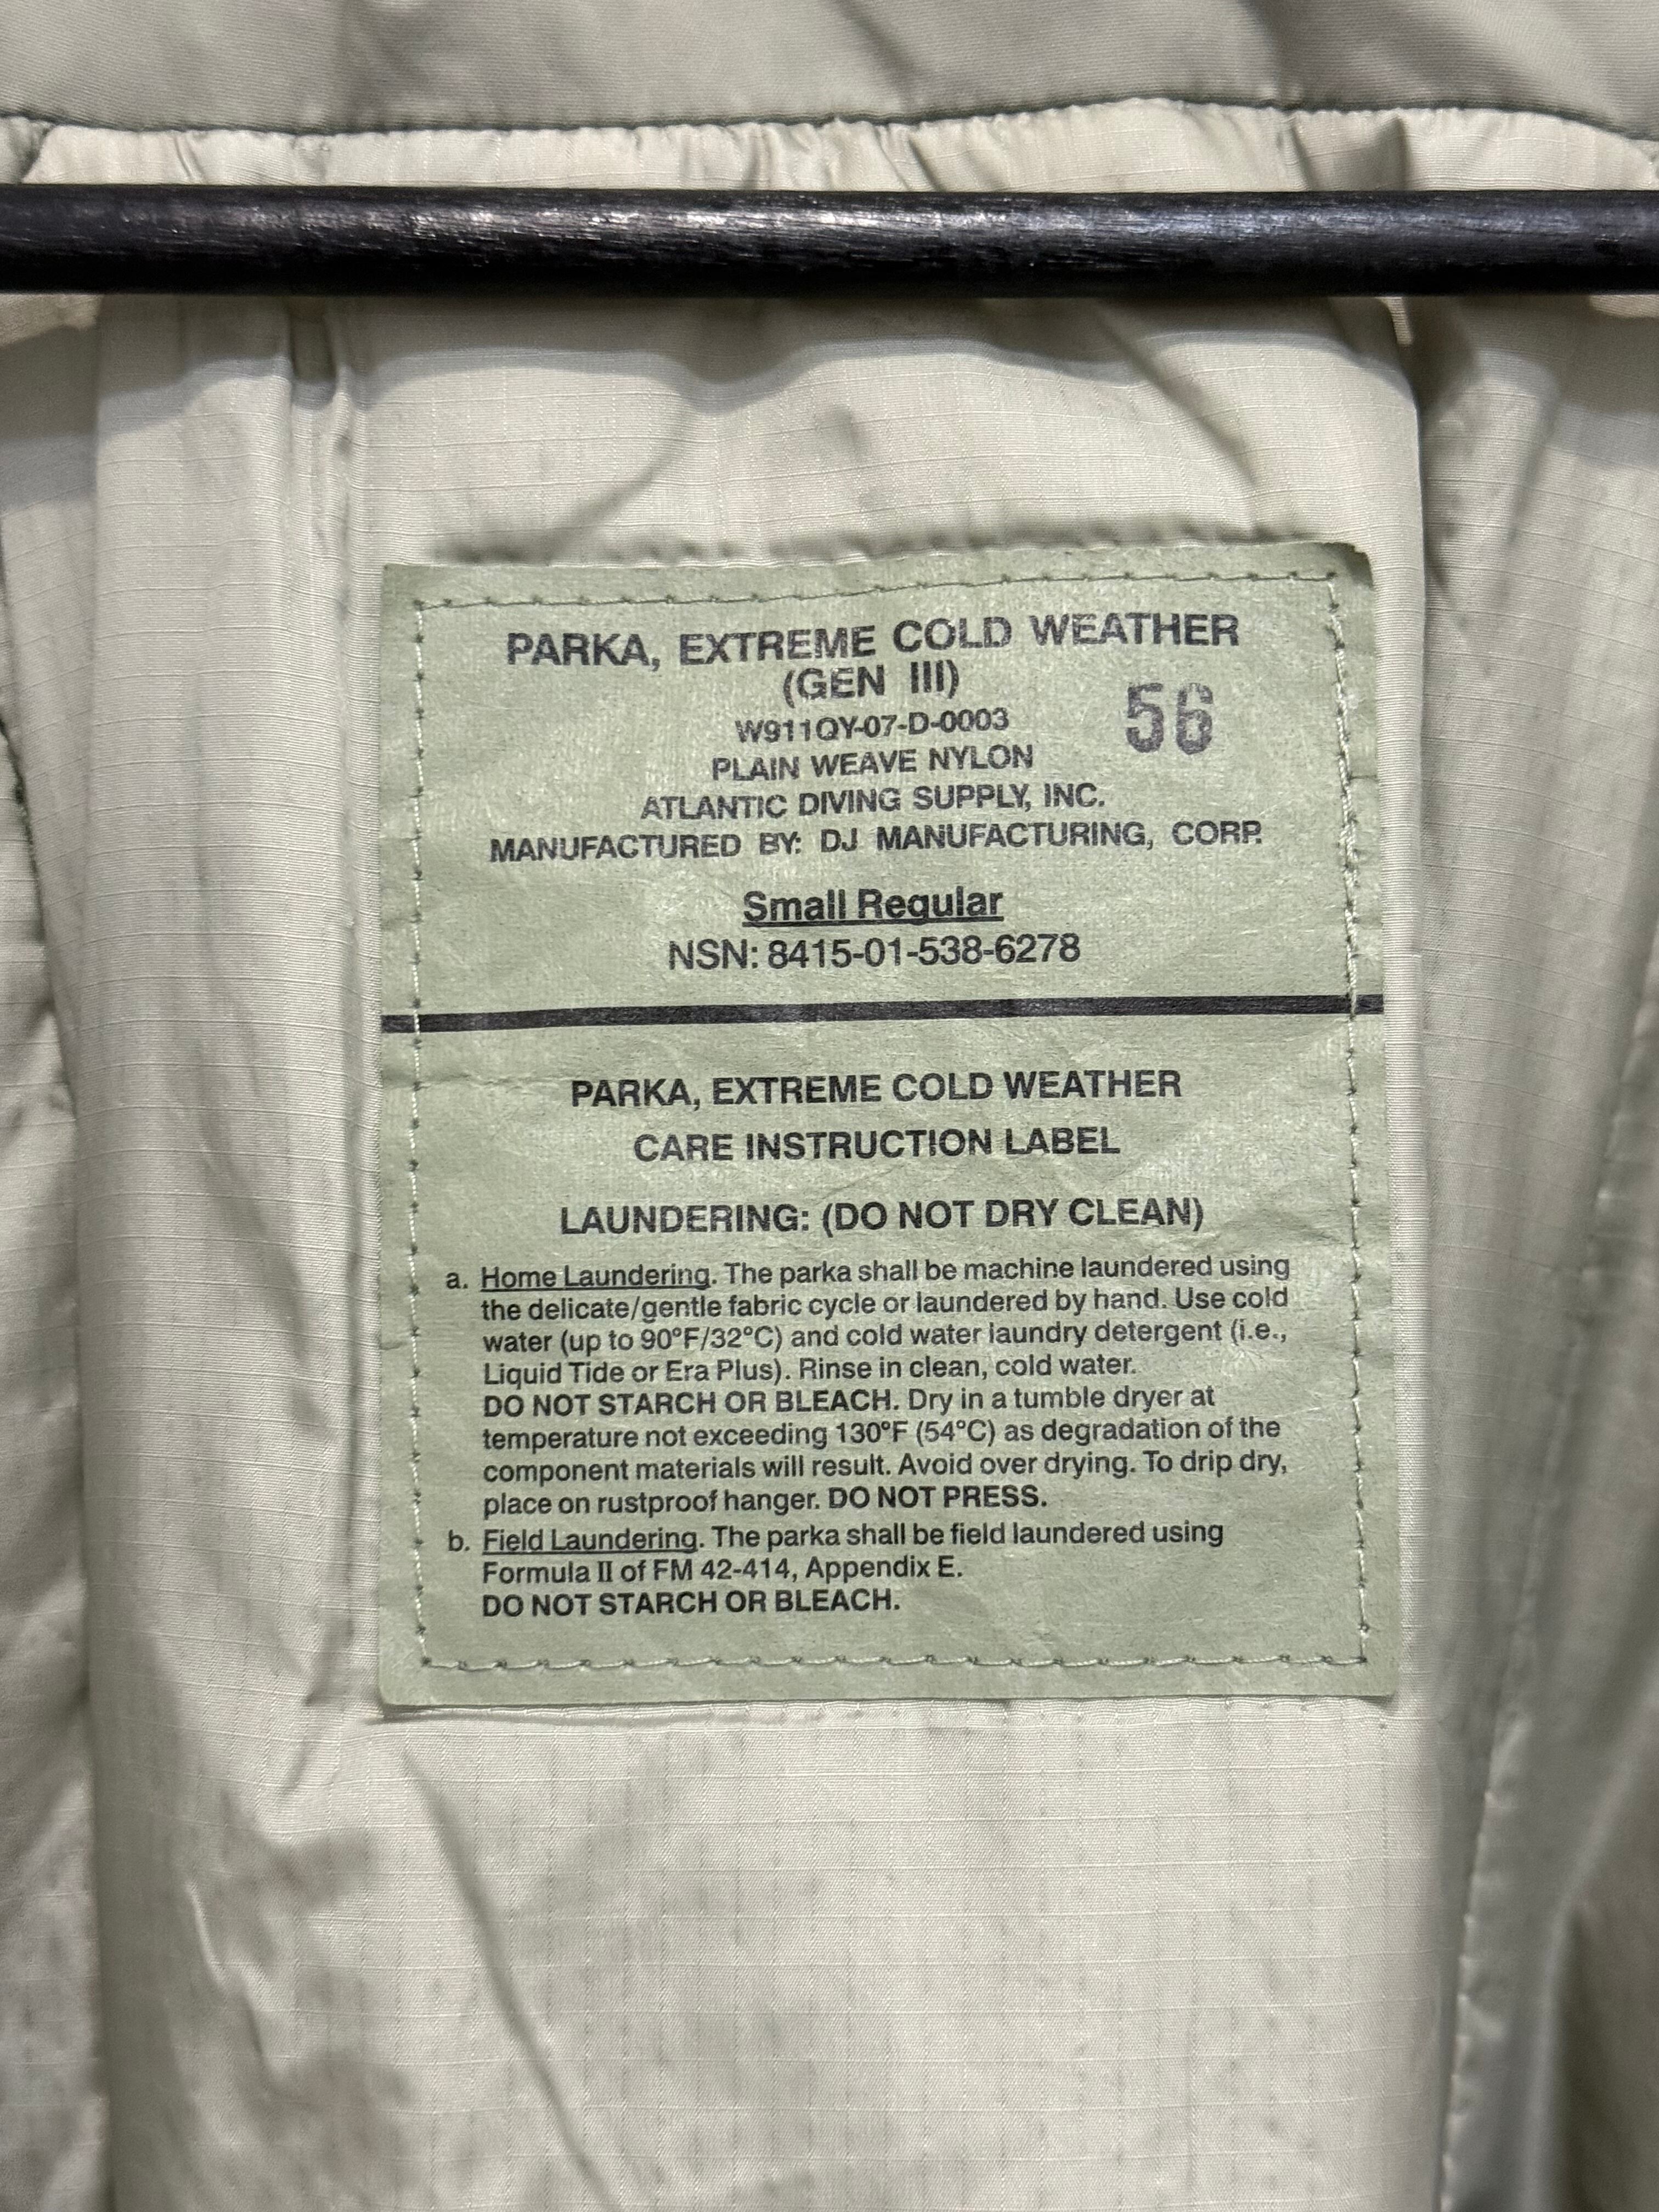 PARKA, EXTREME COLD WEATHER
(GEN III)
56
W911QY-07-D-0003
PLAIN WEAVE NYLON
ATLANTIC DIVING SUPPLY, INC.
MANUFACTURED BY: DJ MANUFACTURING, CORP.
Small Regular
NSN: 8415-01-538-6278
PARKA, EXTREME COLD WEATHER
CARE INSTRUCTION LABEL
LAUNDERING: (DO NOT DRY CLEAN)
a. Home Laundering. The parka shall be machine laundered using
the delicate/gentle fabric cycle or laundered by hand. Use cold
water (up to 90°F/32°C) and cold water laundry detergent (i.e.,
Liquid Tide or Era Plus). Rinse in clean, cold water.
DO NOT STARCH OR BLEACH. Dry in a tumble dryer at
temperature not exceeding 130°F (54°C) as degradation of the
component materials will result. Avoid over drying. To drip dry,
place on rustproof hanger. DO NOT PRESS.
b. Field Laundering. The parka shall be field laundered using
Formula II of FM 42-414, Appendix E.
DO NOT STARCH OR BLEACH.